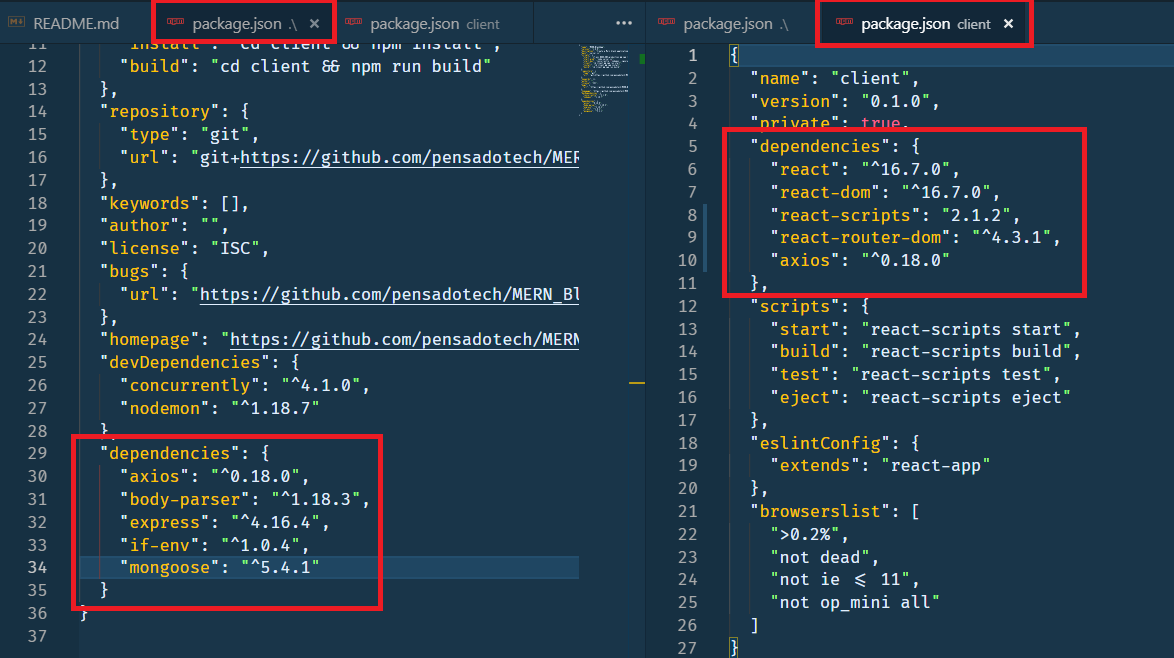 README.md
package.json .\ ×
package.json client
···
package.json .\
package.json client ×
11 "install": "cd client && npm install",
12 "build": "cd client && npm run build"
13 },
14 "repository": {
15 "type": "git",
16 "url": "git+https://github.com/pensadotech/MERN
17 },
18 "keywords": [],
19 "author": "",
20 "license": "ISC",
21 "bugs": {
22 "url": "https://github.com/pensadotech/MERN_Bl
23 },
24 "homepage": "https://github.com/pensadotech/MERN
25 "devDependencies": {
26 "concurrently": "^4.1.0",
27 "nodemon": "^1.18.7"
28 },
29 "dependencies": {
30 "axios": "^0.18.0",
31 "body-parser": "^1.18.3",
32 "express": "^4.16.4",
33 "if-env": "^1.0.4",
34 "mongoose": "^5.4.1"
35 }
36 }
37
1 {
2 "name": "client",
3 "version": "0.1.0",
4 "private": true,
5 "dependencies": {
6 "react": "^16.7.0",
7 "react-dom": "^16.7.0",
8 "react-scripts": "2.1.2",
9 "react-router-dom": "^4.3.1",
10 "axios": "^0.18.0"
11 },
12 "scripts": {
13 "start": "react-scripts start",
14 "build": "react-scripts build",
15 "test": "react-scripts test",
16 "eject": "react-scripts eject"
17 },
18 "eslintConfig": {
19 "extends": "react-app"
20 },
21 "browserslist": [
22 ">0.2%",
23 "not dead",
24 "not ie <= 11",
25 "not op_mini all"
26 ]
27 }